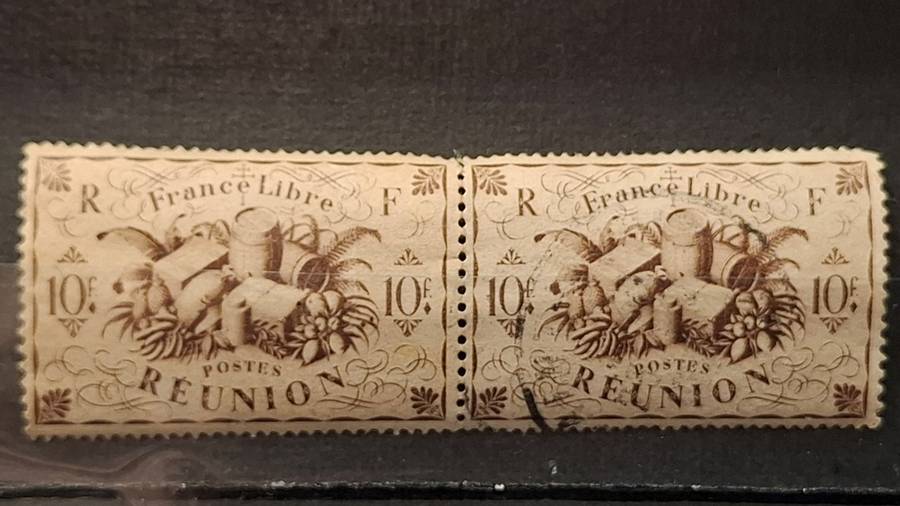 R France Libre F
10f. 10f.
POSTES
RÉUNION
R France Libre F
10f. 10f.
POSTES
RÉUNION